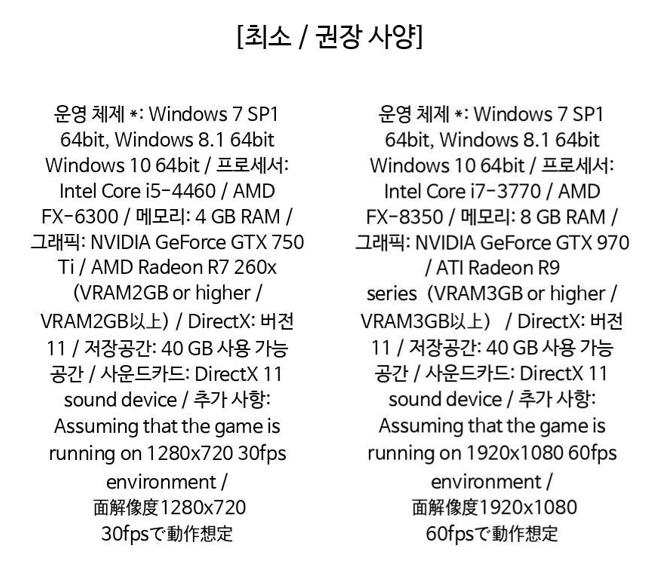 [최소 / 권장 사양]
운영 체제 *: Windows 7 SP1
64bit, Windows 8.1 64bit
Windows 10 64bit / 프로세서:
Intel Core i5-4460 / AMD
FX-6300 / 메모리: 4 GB RAM /
그래픽: NVIDIA GeForce GTX 750
Ti / AMD Radeon R7 260x
(VRAM2GB or higher /
VRAM2GB以上) / DirectX: 버전
11 / 저장공간: 40 GB 사용 가능
공간 / 사운드카드: DirectX 11
sound device / 추가 사항:
Assuming that the game is
running on 1280x720 30fps
environment /
面解像度1280x720
30fpsで動作想定
운영 체제 *: Windows 7 SP1
64bit, Windows 8.1 64bit
Windows 10 64bit / 프로세서:
Intel Core i7-3770 / AMD
FX-8350 / 메모리: 8 GB RAM /
그래픽: NVIDIA GeForce GTX 970
/ ATI Radeon R9
series (VRAM3GB or higher /
VRAM3GB以上) / DirectX: 버전
11 / 저장공간: 40 GB 사용 가능
공간 / 사운드카드: DirectX 11
sound device / 추가 사항:
Assuming that the game is
running on 1920x1080 60fps
environment /
面解像度1920x1080
60fpsで動作想定